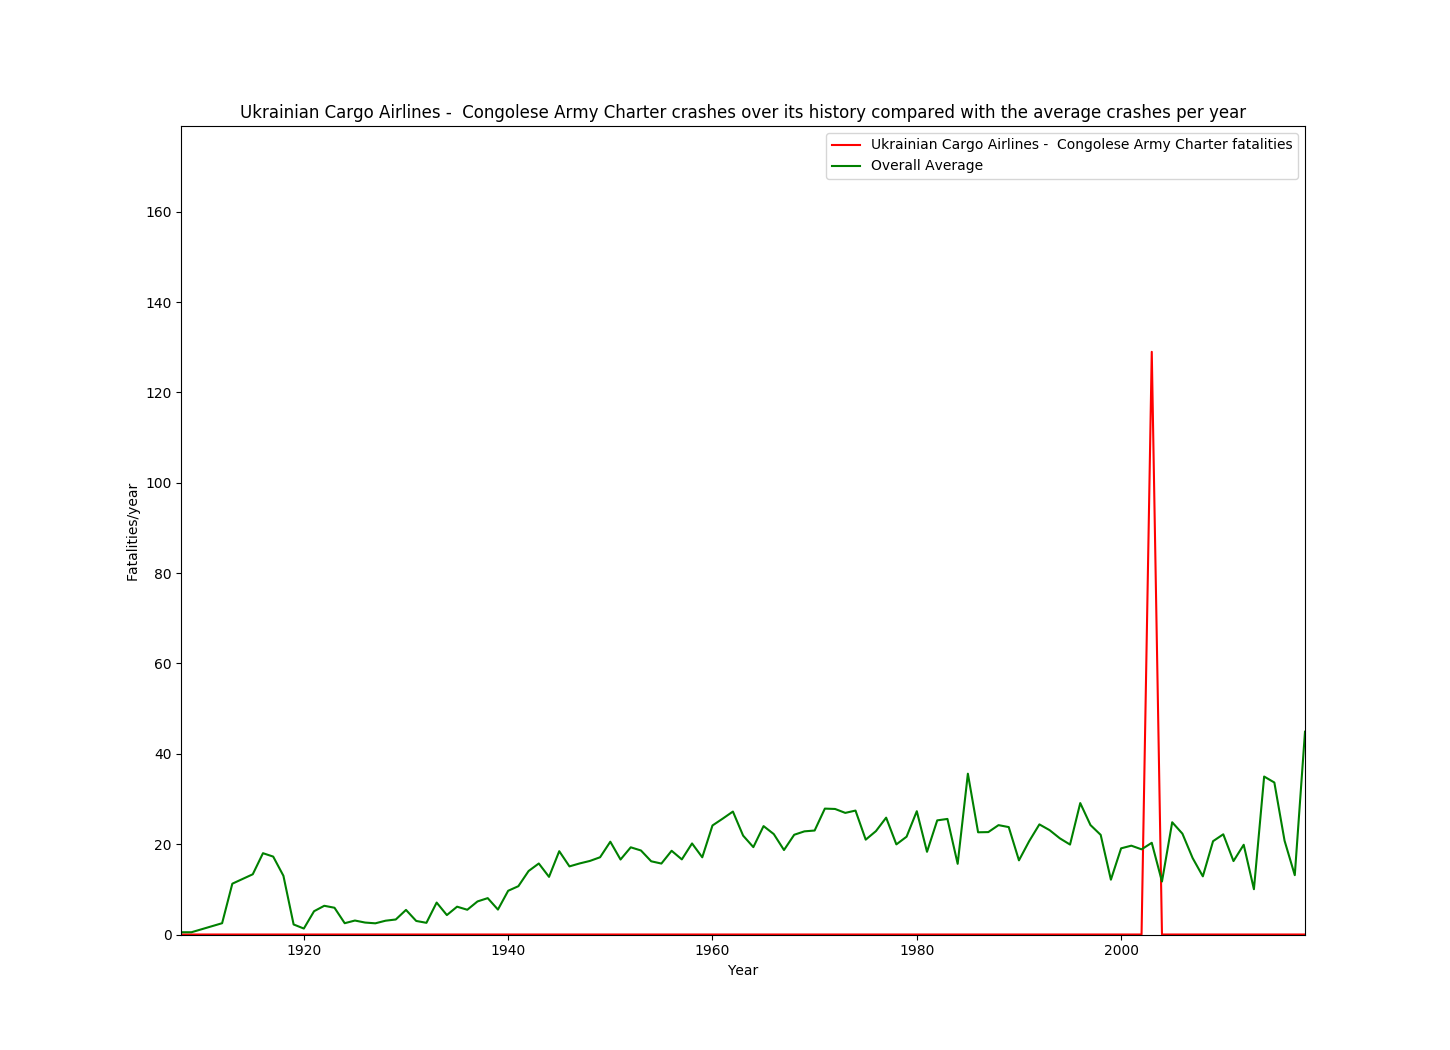 Ukrainian Cargo Airlines -  Congolese Army Charter crashes over its history compared with the average crashes per year
Ukrainian Cargo Airlines -  Congolese Army Charter fatalities
Overall Average
160
140
120
100
80
60
40
20
0
Fatalities/year
1920 1940 1960 1980 2000
Year